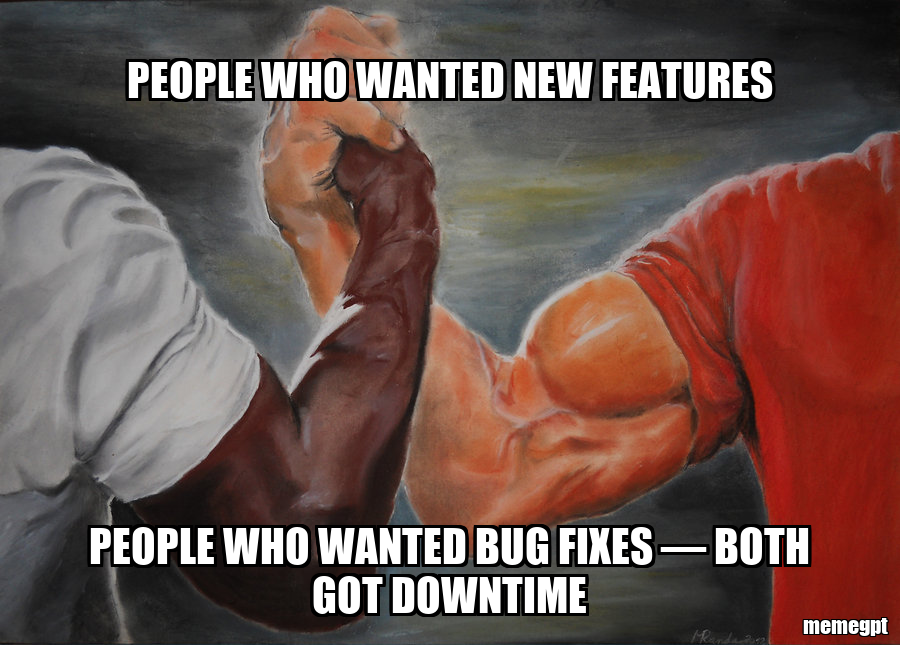 PEOPLE WHO WANTED NEW FEATURES
PEOPLE WHO WANTED BUG FIXES — BOTH
GOT DOWNTIME
memegpt